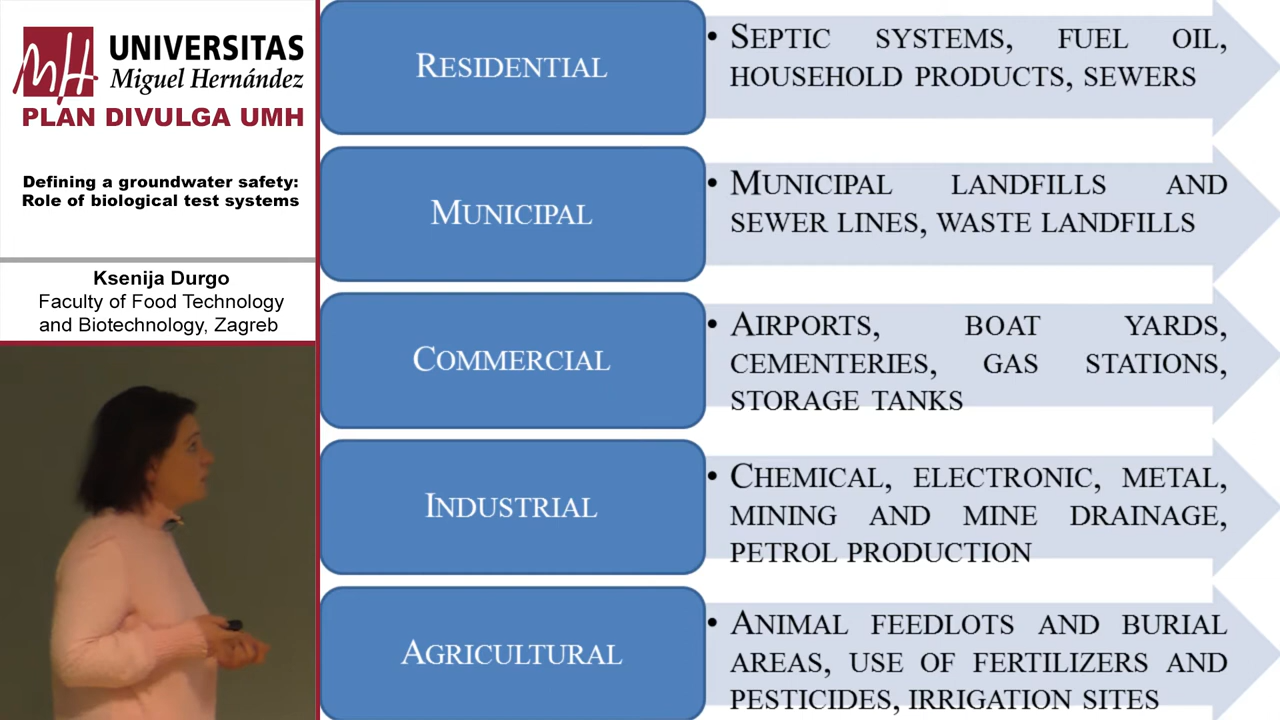 UNIVERSITAS
Miguel Hernández
PLAN DIVULGA UMH
Defining a groundwater safety:
Role of biological test systems
Ksenija Durgo
Faculty of Food Technology
and Biotechnology, Zagreb
RESIDENTIAL
• SEPTIC SYSTEMS, FUEL OIL,
HOUSEHOLD PRODUCTS, SEWERS
MUNICIPAL
• MUNICIPAL LANDFILLS AND
SEWER LINES, WASTE LANDFILLS
COMMERCIAL
• AIRPORTS, BOAT YARDS,
CEMENTERIES, GAS STATIONS,
STORAGE TANKS
INDUSTRIAL
• CHEMICAL, ELECTRONIC, METAL,
MINING AND MINE DRAINAGE,
PETROL PRODUCTION
AGRICULTURAL
• ANIMAL FEEDLOTS AND BURIAL
AREAS, USE OF FERTILIZERS AND
PESTICIDES, IRRIGATION SITES